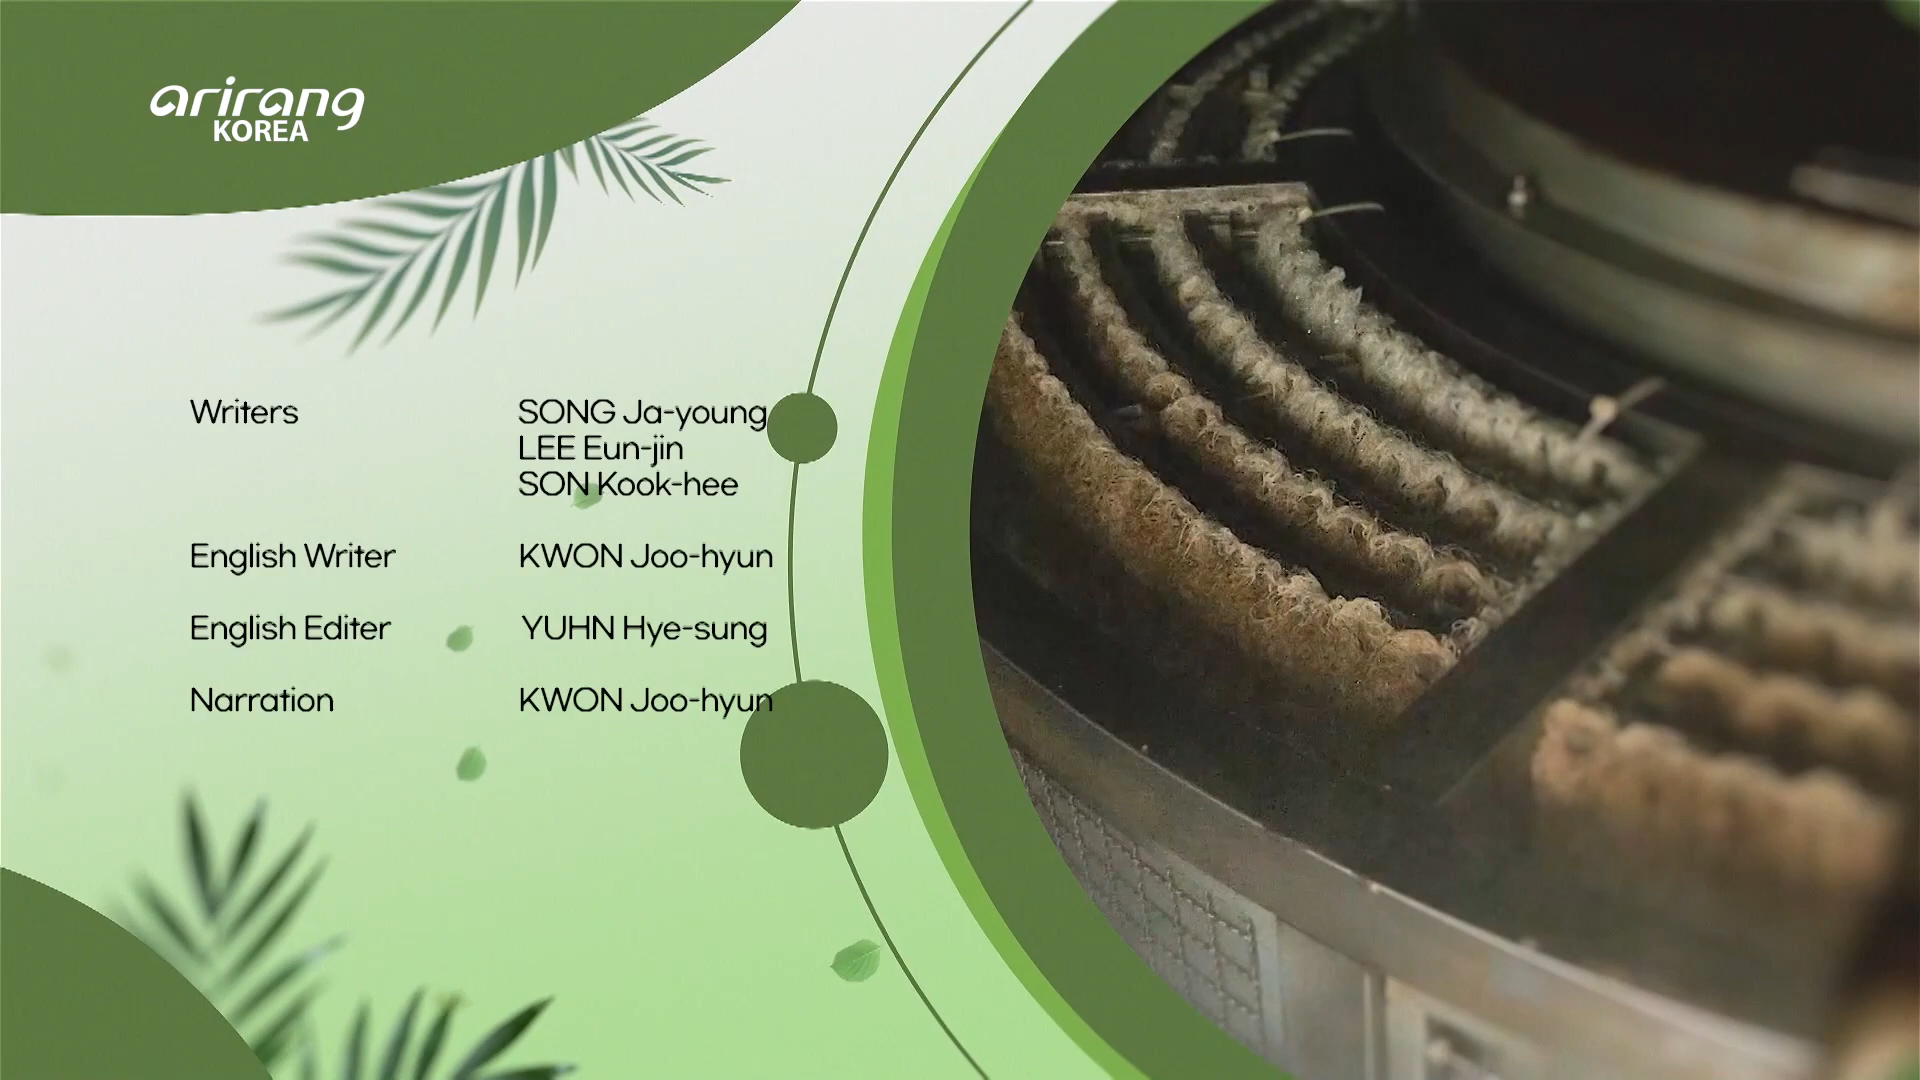 arirang
KOREA
Writers SONG Ja-young
LEE Eun-jin
SON Kook-hee
English Writer KWON Joo-hyun
English Editer YUHN Hye-sung
Narration KWON Joo-hyun